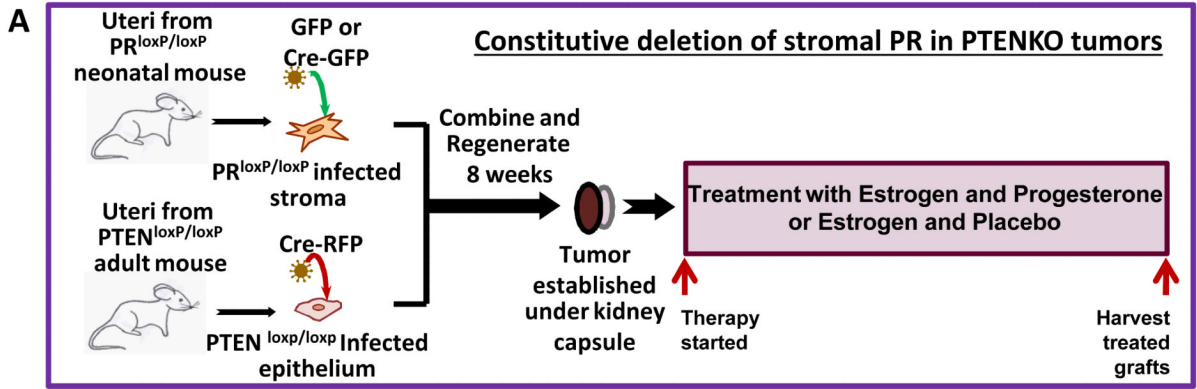 A
Uteri from
PR^loxP/loxP
neonatal mouse
GFP or
Cre-GFP
Constitutive deletion of stromal PR in PTENKO tumors
PR^loxP/loxP infected
stroma
Combine and
Regenerate
8 weeks
Uteri from
PTEN^loxP/loxP
adult mouse
Cre-RFP
PTEN ^loxp/loxp Infected
epithelium
Tumor
established
under kidney
capsule
Treatment with Estrogen and Progesterone
or Estrogen and Placebo
Therapy
started
Harvest
treated
grafts